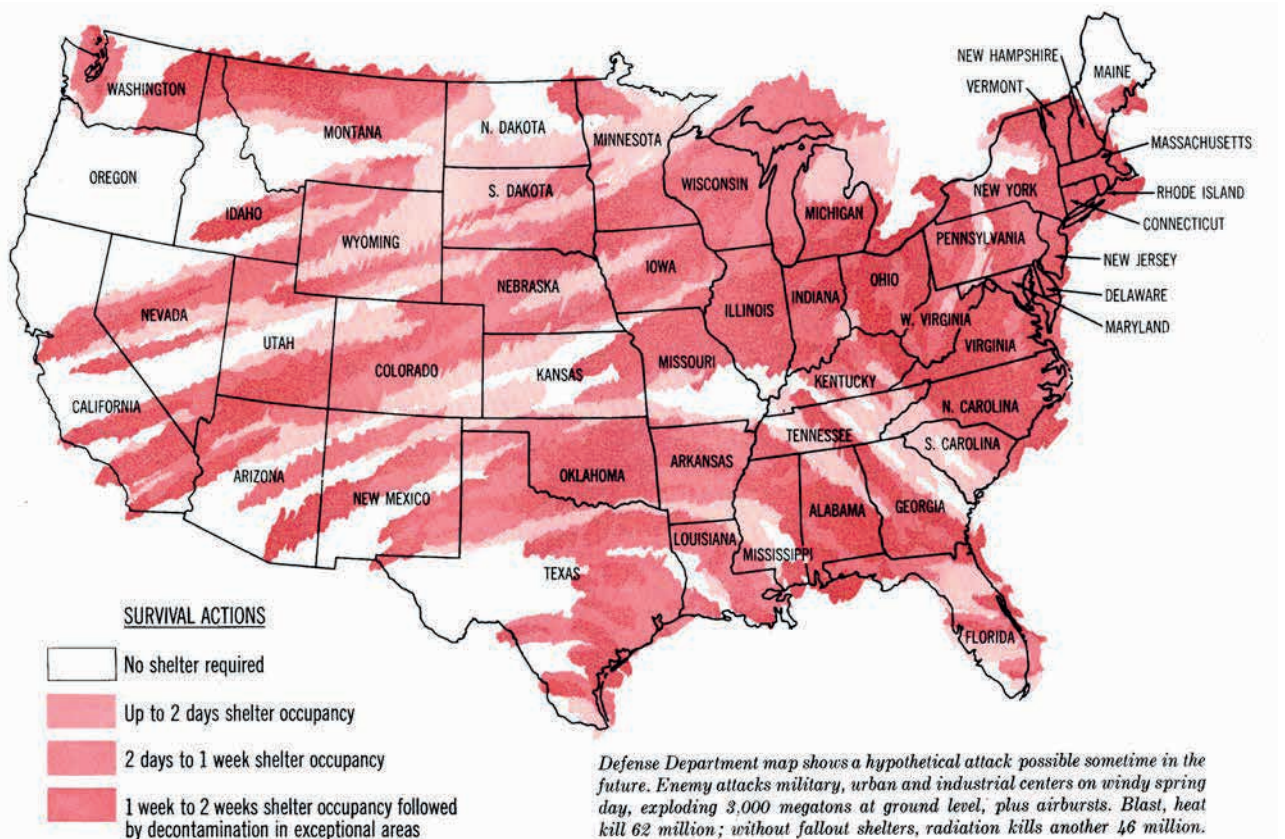 NEW HAMPSHIRE
VERMONT
MAINE
WASHINGTON
MONTANA
N. DAKOTA
MINNESOTA
MASSACHUSETTS
OREGON
IDAHO
WYOMING
S. DAKOTA
WISCONSIN
MICHIGAN
NEW YORK
RHODE ISLAND
CONNECTICUT
PENNSYLVANIA
NEW JERSEY
NEVADA
UTAH
COLORADO
NEBRASKA
IOWA
ILLINOIS
INDIANA
OHIO
W. VIRGINIA
VIRGINIA
DELAWARE
MARYLAND
CALIFORNIA
KANSAS
MISSOURI
KENTUCKY
N. CAROLINA
ARIZONA
NEW MEXICO
OKLAHOMA
ARKANSAS
TENNESSEE
S. CAROLINA
TEXAS
LOUISIANA
MISSISSIPPI
ALABAMA
GEORGIA
FLORIDA
SURVIVAL ACTIONS
No shelter required
Up to 2 days shelter occupancy
2 days to 1 week shelter occupancy
1 week to 2 weeks shelter occupancy followed
by decontamination in exceptional areas
Defense Department map shows a hypothetical attack possible sometime in the
future. Enemy attacks military, urban and industrial centers on windy spring
day, exploding 3,000 megatons at ground level, plus airbursts. Blast, heat
kill 62 million; without fallout shelters, radiation kills another 46 million.